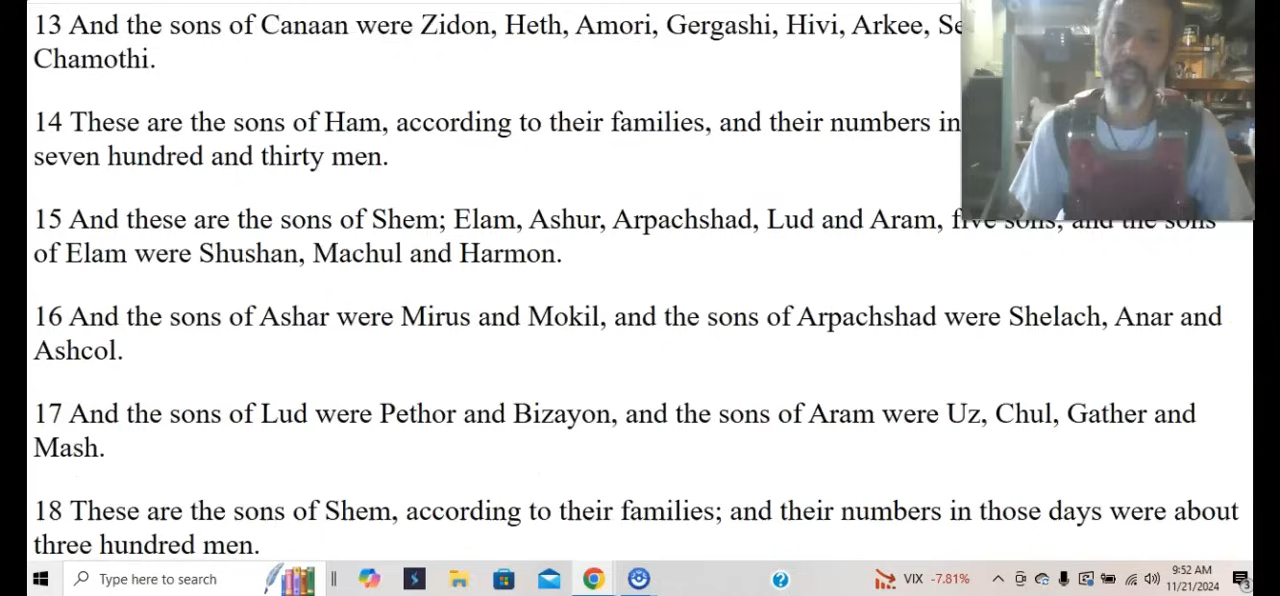 13 And the sons of Canaan were Zidon, Heth, Amori, Gergashi, Hivi, Arkee,
Chamothi.
14 These are the sons of Ham, according to their families, and their numbers in
seven hundred and thirty men.
15 And these are the sons of Shem; Elam, Ashur, Arpachshad, Lud and Aram, five sons; and the sons
of Elam were Shushan, Machul and Harmon.
16 And the sons of Ashar were Mirus and Mokil, and the sons of Arpachshad were Shelach, Anar and
Ashcol.
17 And the sons of Lud were Pethor and Bizayon, and the sons of Aram were Uz, Chul, Gather and
Mash.
18 These are the sons of Shem, according to their families; and their numbers in those days were about
three hundred men.
Type here to search
VIX -7.81%
9:52 AM
11/21/2024
3